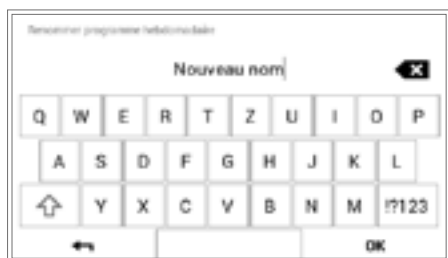 Renommer programme hebdomadaire
Nouveau nom
Q W E R T Z U I O P
A S D F G H J K L
Y X C V B N M !?123
OK